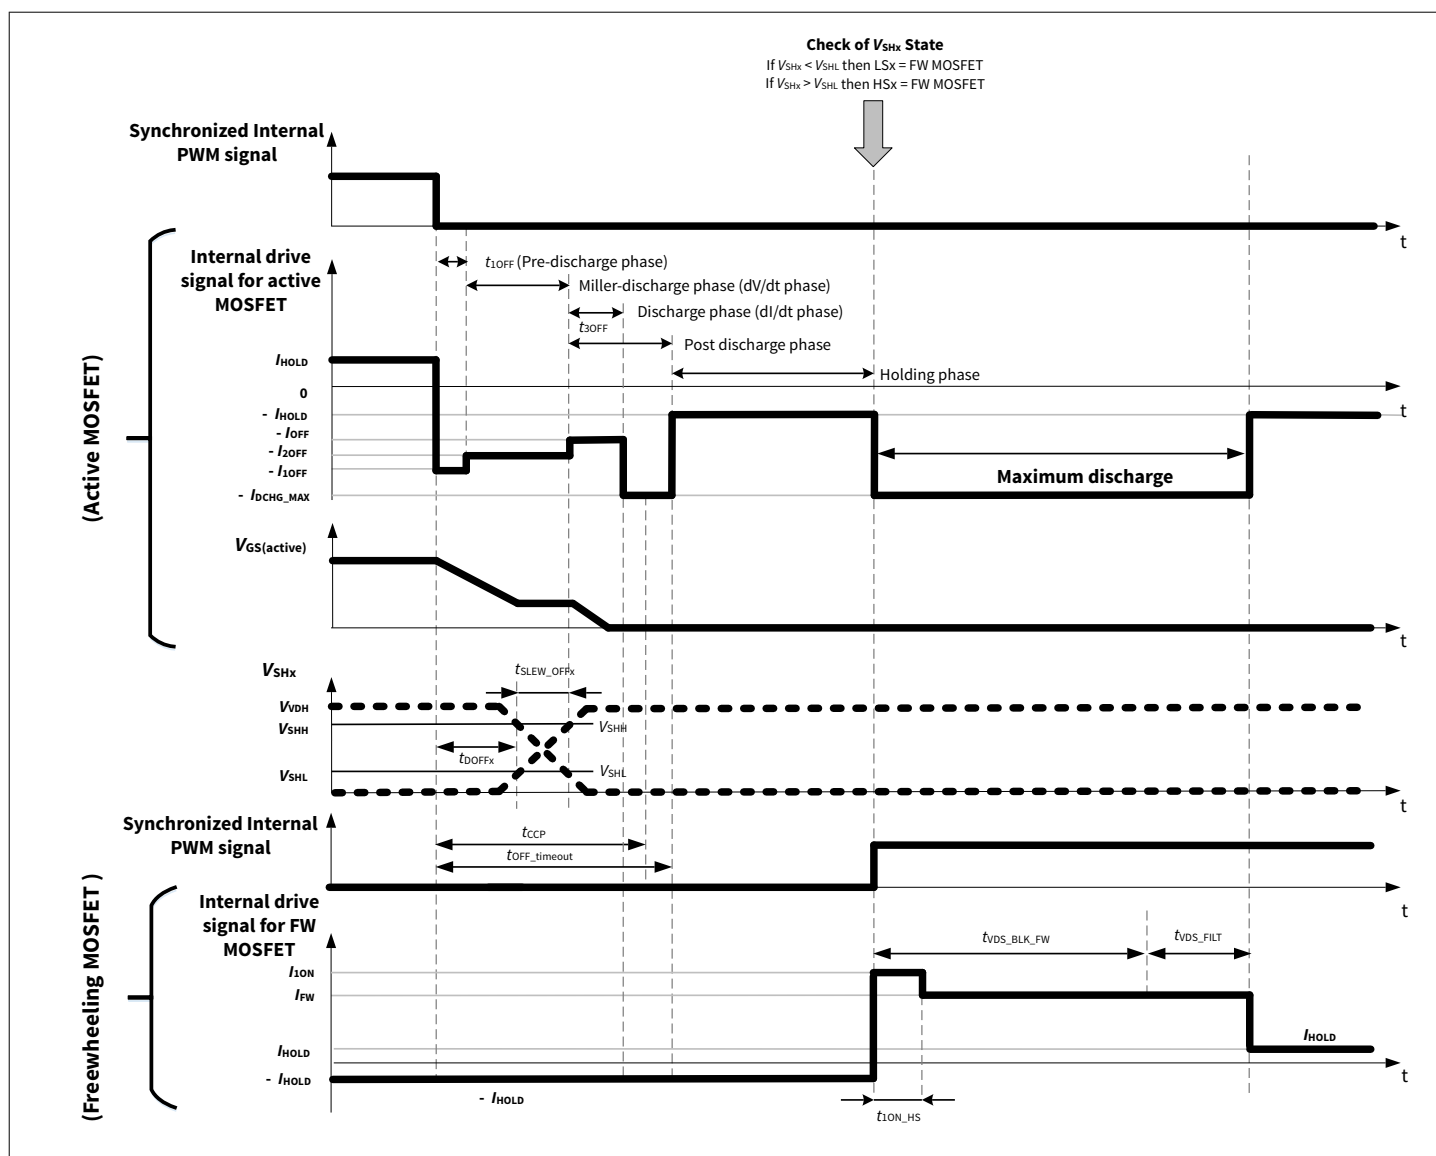 Check of VSHx State
If VSHx < VSHL then LSx = FW MOSFET
If VSHx > VSHL then HSx = FW MOSFET
Synchronized Internal
PWM signal
t
(Active MOSFET)
Internal drive
signal for active
MOSFET
t1OFF (Pre-discharge phase)
Miller-discharge phase (dV/dt phase)
Discharge phase (dI/dt phase)
t3OFF
Post discharge phase
Holding phase
IHOLD
0
- IHOLD
- IOFF
- I2OFF
- I1OFF
- IDCHG_MAX
t
Maximum discharge
VGS(active)
t
VSHx
tSLEW_OFFx
VVDH
VSHH
VSHH
tDOFFx
VSHL
VSHL
t
Synchronized Internal
PWM signal
tCCP
tOFF_timeout
t
(Freewheeling MOSFET )
Internal drive
signal for FW
MOSFET
tVDS_BLK_FW
tVDS_FILT
I1ON
IFW
IHOLD
IHOLD
- IHOLD
t
- IHOLD
t1ON_HS